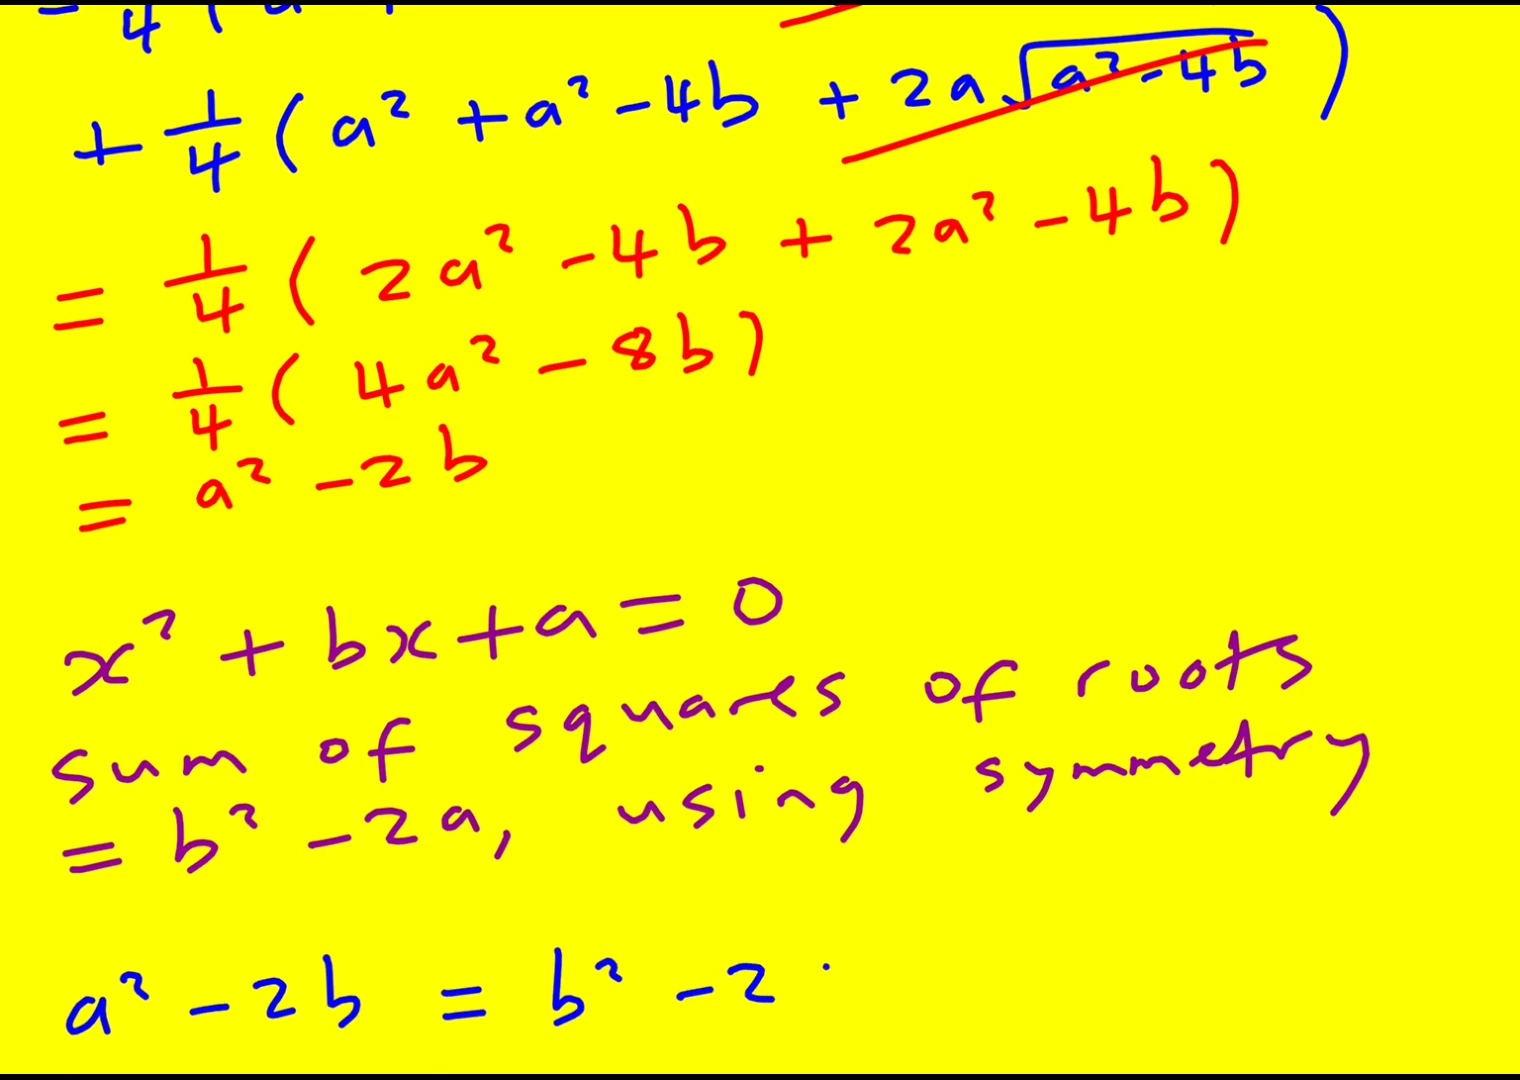 + 1/4 ( a² + a² - 4b + 2a √(a² - 4b) )
= 1/4 ( 2a² - 4b + 2a² - 4b )
= 1/4 ( 4a² - 8b )
= a² - 2b
x² + bx + a = 0
sum of squares of roots
= b² - 2a, using symmetry
a² - 2b = b² - 2